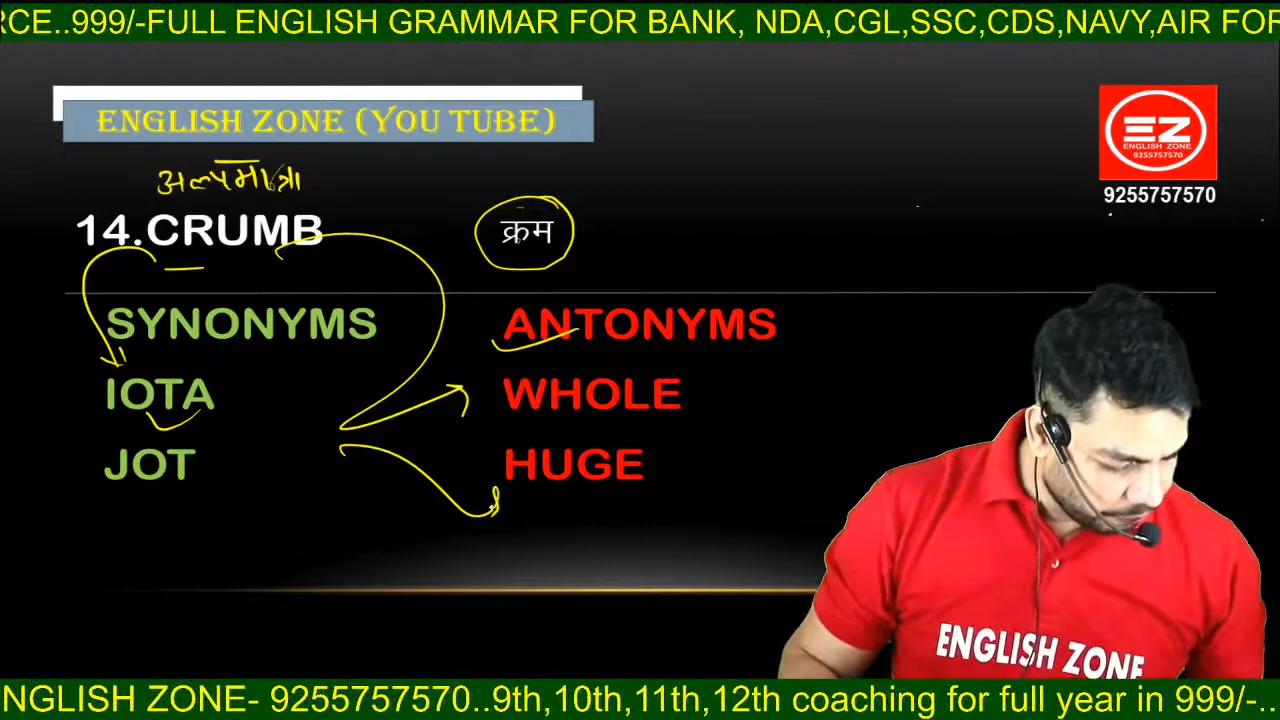 RCE..999/-FULL ENGLISH GRAMMAR FOR BANK, NDA,CGL,SSC,CDS,NAVY,AIR FOR
ENGLISH ZONE (YOU TUBE)
EZ
ENGLISH ZONE
9255757570
9255757570
अल्पमात्रा
14.CRUMB क्रम
SYNONYMS ANTONYMS
IOTA WHOLE
JOT HUGE
ENGLISH ZONE
NGLISH ZONE- 9255757570..9th,10th,11th,12th coaching for full year in 999/-..